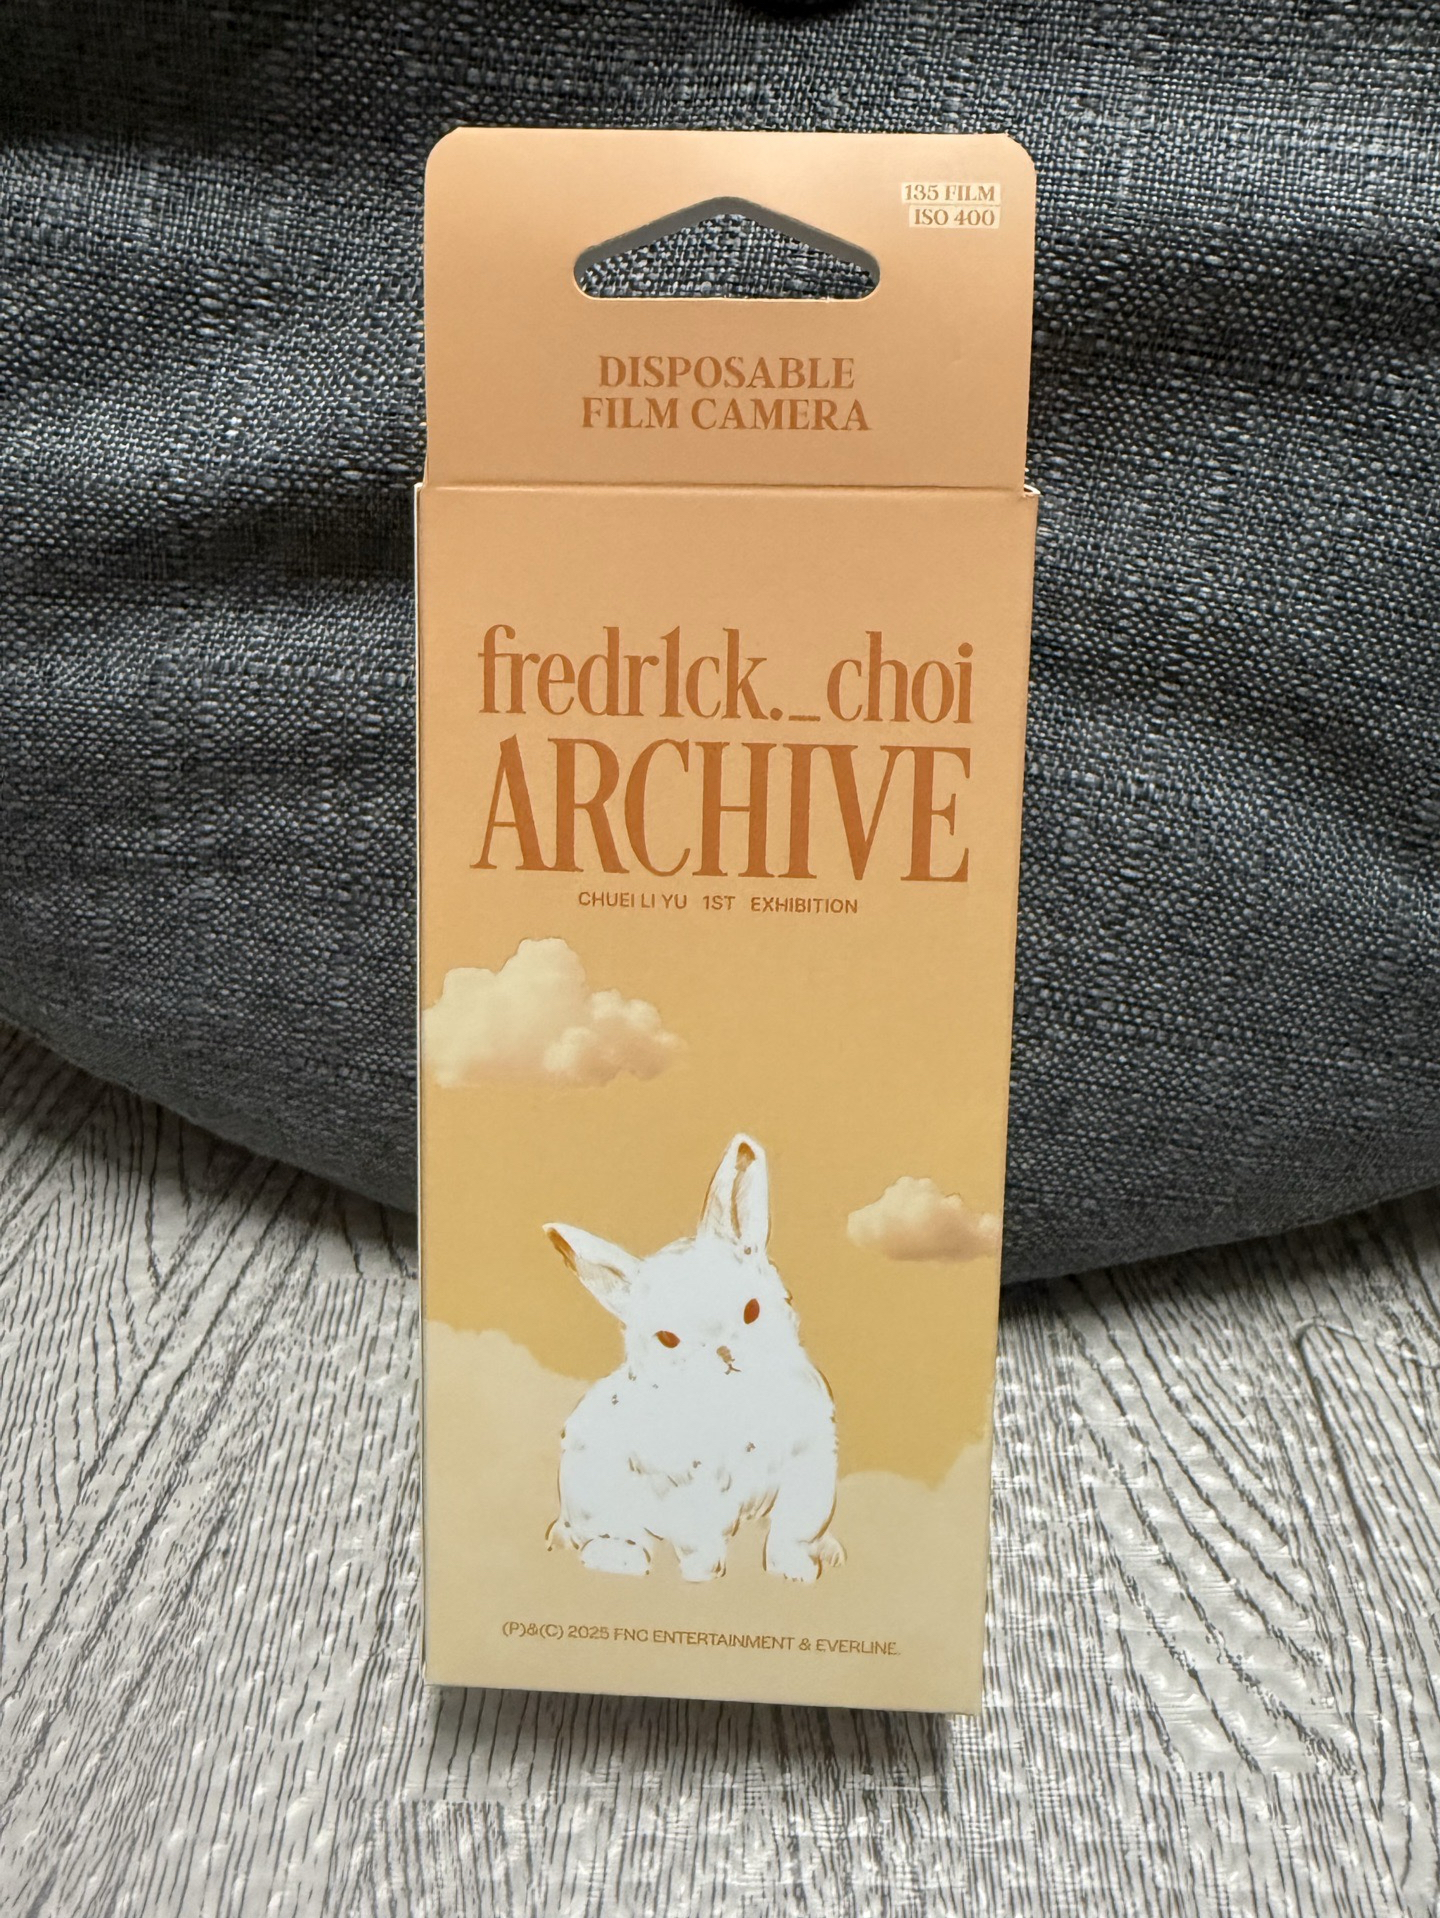 135 FILM
ISO 400
DISPOSABLE
FILM CAMERA
fredr1ck._choi
ARCHIVE
CHUEI LI YU 1ST EXHIBITION
(P)&(C) 2025 FNC ENTERTAINMENT & EVERLINE.